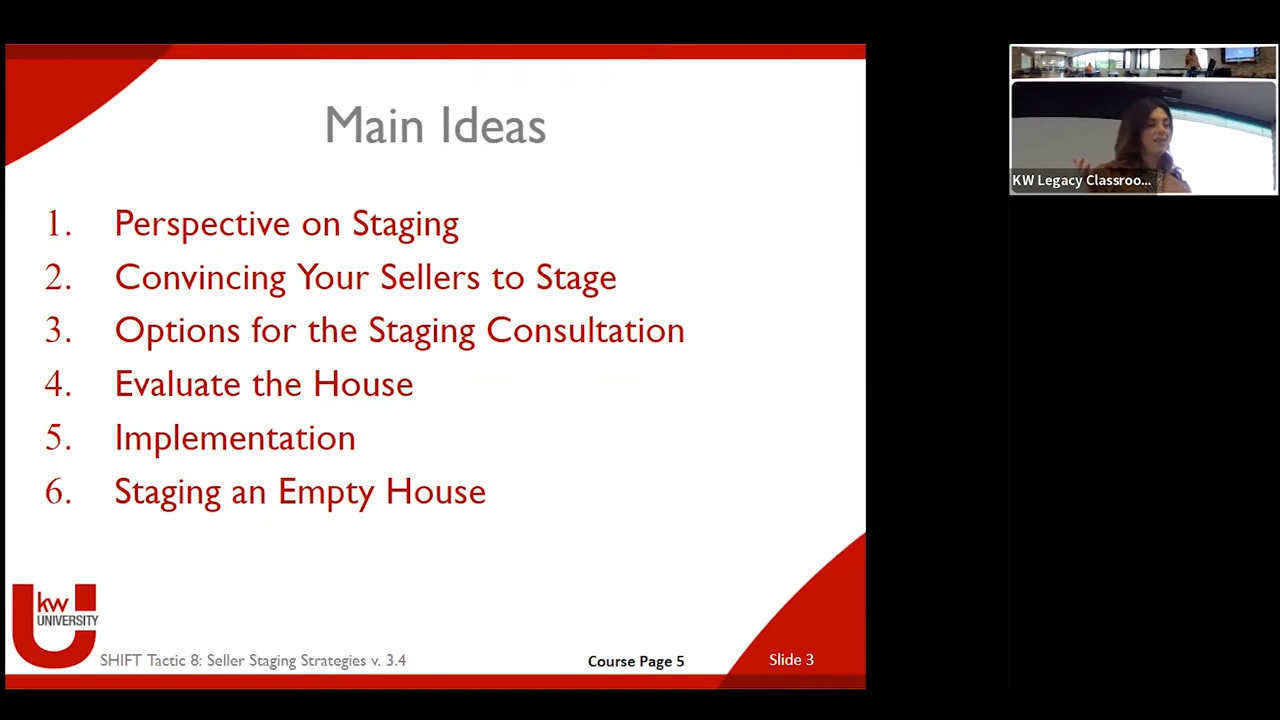 Main Ideas
1. Perspective on Staging
2. Convincing Your Sellers to Stage
3. Options for the Staging Consultation
4. Evaluate the House
5. Implementation
6. Staging an Empty House
kw
UNIVERSITY
SHIFT Tactic 8: Seller Staging Strategies v. 3.4
Course Page 5
Slide 3
KW Legacy Classroo...